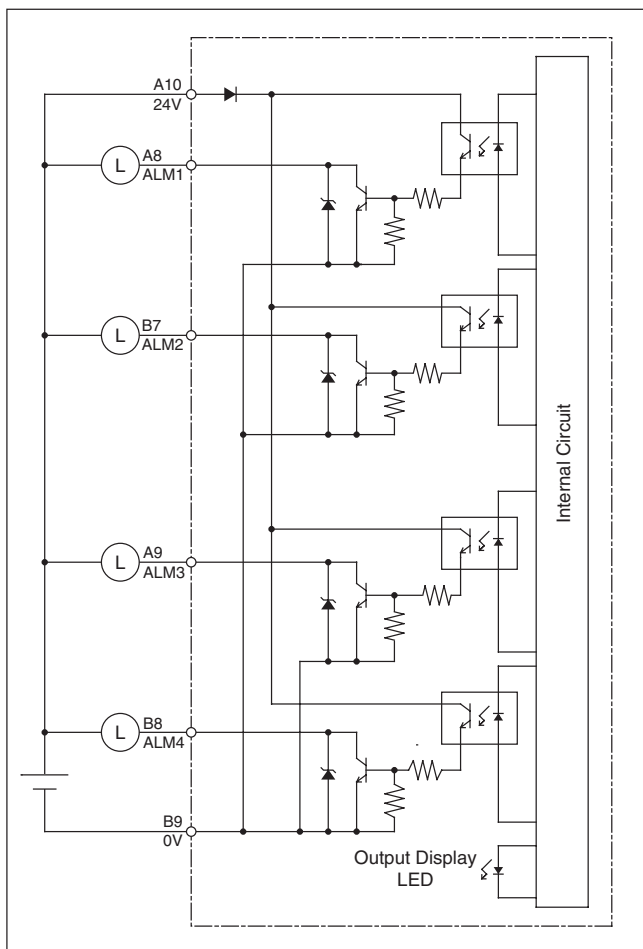 A10
24V
L
A8
ALM1
L
B7
ALM2
L
A9
ALM3
L
B8
ALM4
B9
0V
Internal Circuit
Output Display
LED